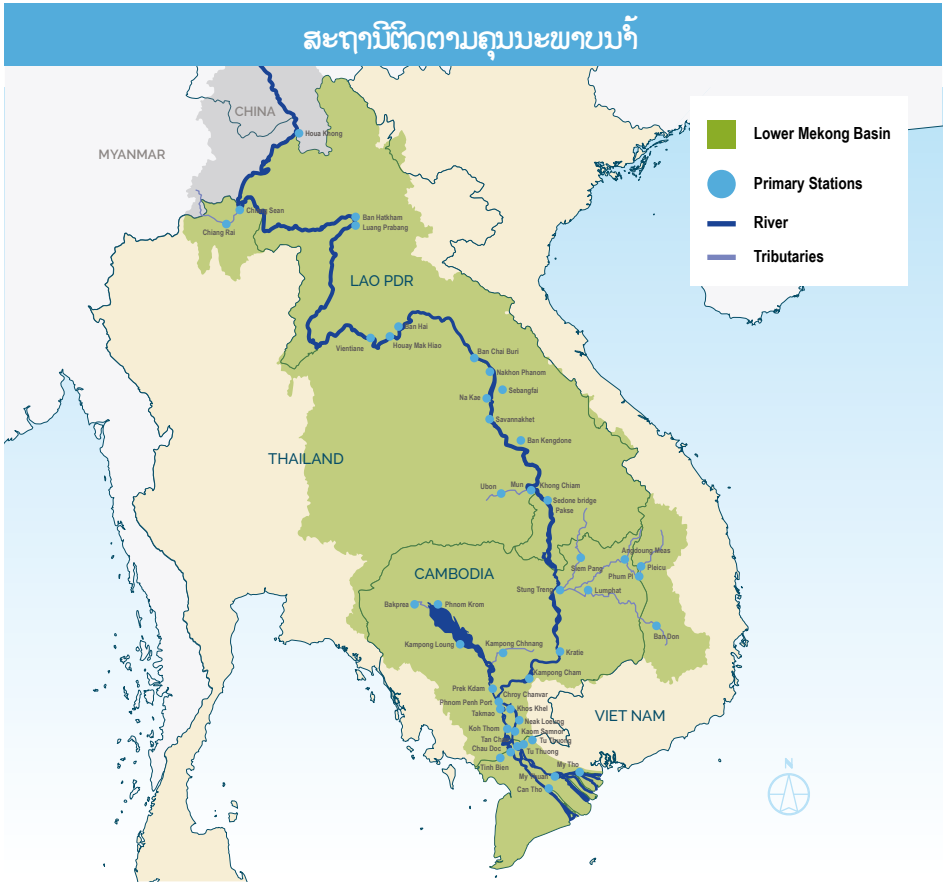 ສະຖານີຕິດຕາມຄຸນນະພາບນ້ຳ
CHINA
MYANMAR
Houa Khong
Lower Mekong Basin
Primary Stations
River
Tributaries
Chiang Sean
Chiang Rai
Ban Hatkham
Luang Prabang
LAO PDR
Ban Hai
Vientiane
Houay Mak Hiao
Ban Chai Buri
Nakhon Phanom
Sebangfai
Na Kae
Savannakhet
Ban Kengdone
THAILAND
Ubon
Mun
Khong Chiam
Sedone bridge
Pakse
Angdoung Meas
Siem Pang
Pleicu
Phum Pi
CAMBODIA
Stung Treng
Lumphat
Bakprea
Phnom Krom
Ban Don
Kampong Loung
Kampong Chhnang
Kratie
Kampong Cham
Prek Kdam
Chroy Chanvar
Phnom Penh Port
Takmao
Khos Khel
VIET NAM
Neak Loeung
Koh Thom
Kaom Samnor
Tan Ch
Tu Thuong
Chau Doc
Tu Thuong
Tinh Bien
My Tho
My Thuan
Can Tho
N